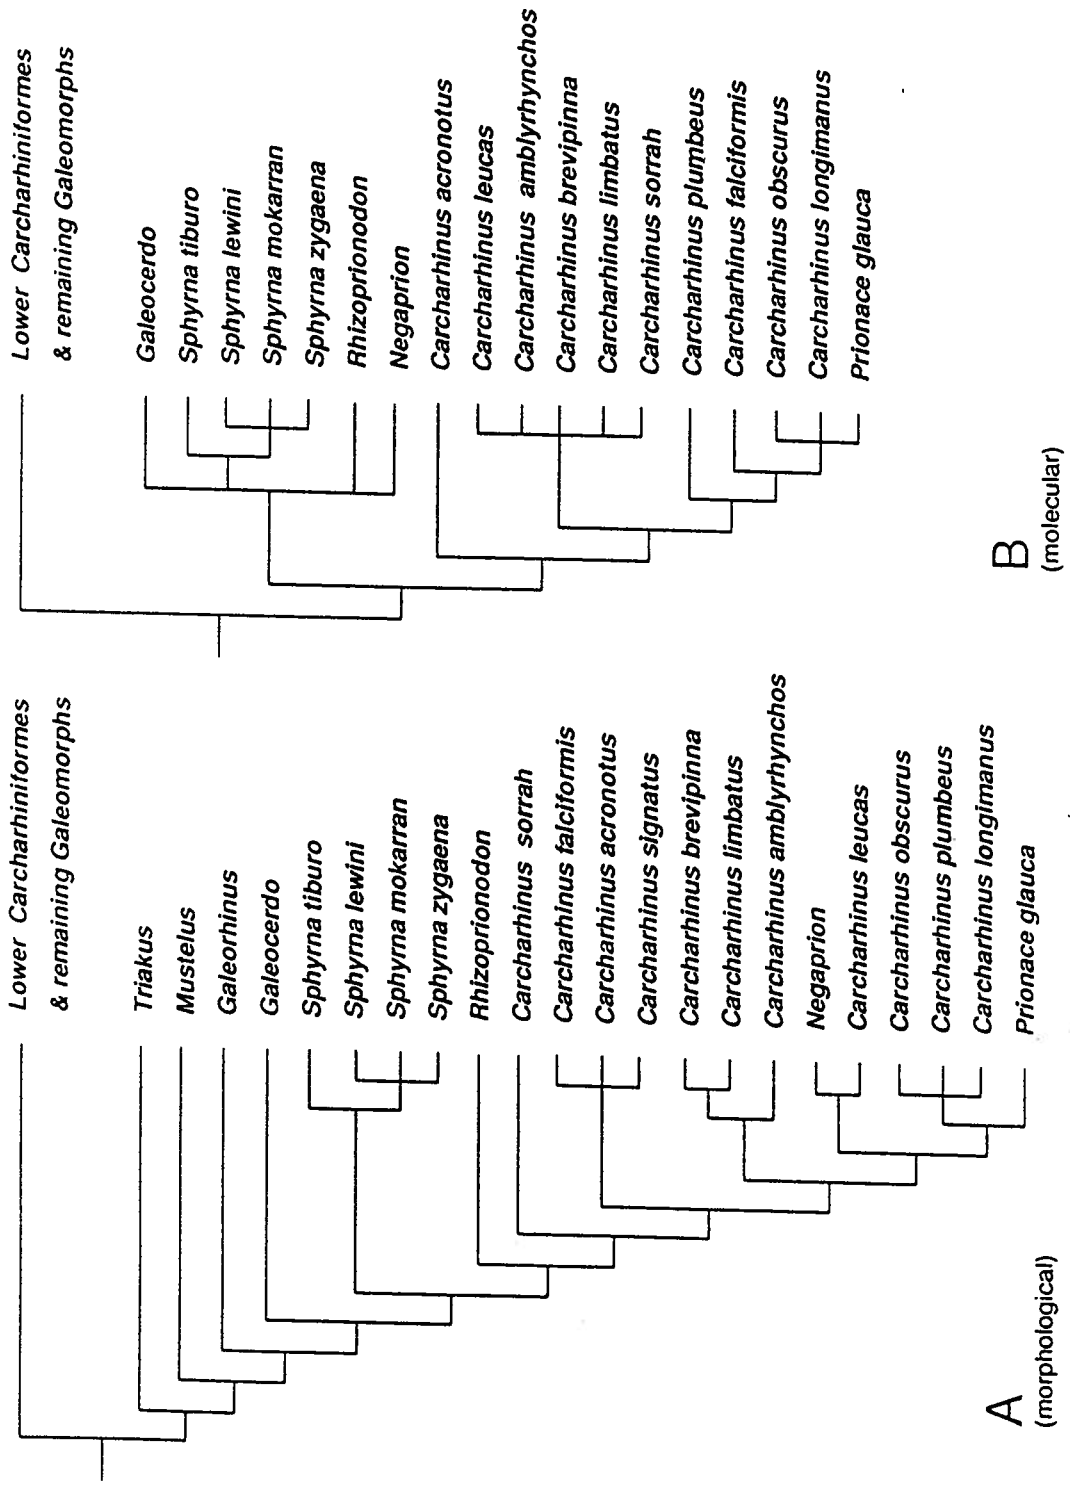 Lower Carcharhiniformes
& remaining Galeomorphs
Triakus
Mustelus
Galeorhinus
Galeocerdo
Sphyrna tiburo
Sphyrna lewini
Sphyrna mokarran
Sphyrna zygaena
Rhizoprionodon
Carcharhinus sorrah
Carcharhinus falciformis
Carcharhinus acronotus
Carcharhinus signatus
Carcharhinus brevipinna
Carcharhinus limbatus
Carcharhinus amblyrhynchos
Negaprion
Carcharhinus leucas
Carcharhinus obscurus
Carcharhinus plumbeus
Carcharhinus longimanus
Prionace glauca
A
(morphological)
Lower Carcharhiniformes
& remaining Galeomorphs
Galeocerdo
Sphyrna tiburo
Sphyrna lewini
Sphyrna mokarran
Sphyrna zygaena
Rhizoprionodon
Negaprion
Carcharhinus acronotus
Carcharhinus leucas
Carcharhinus amblyrhynchos
Carcharhinus brevipinna
Carcharhinus limbatus
Carcharhinus sorrah
Carcharhinus plumbeus
Carcharhinus falciformis
Carcharhinus obscurus
Carcharhinus longimanus
Prionace glauca
B
(molecular)